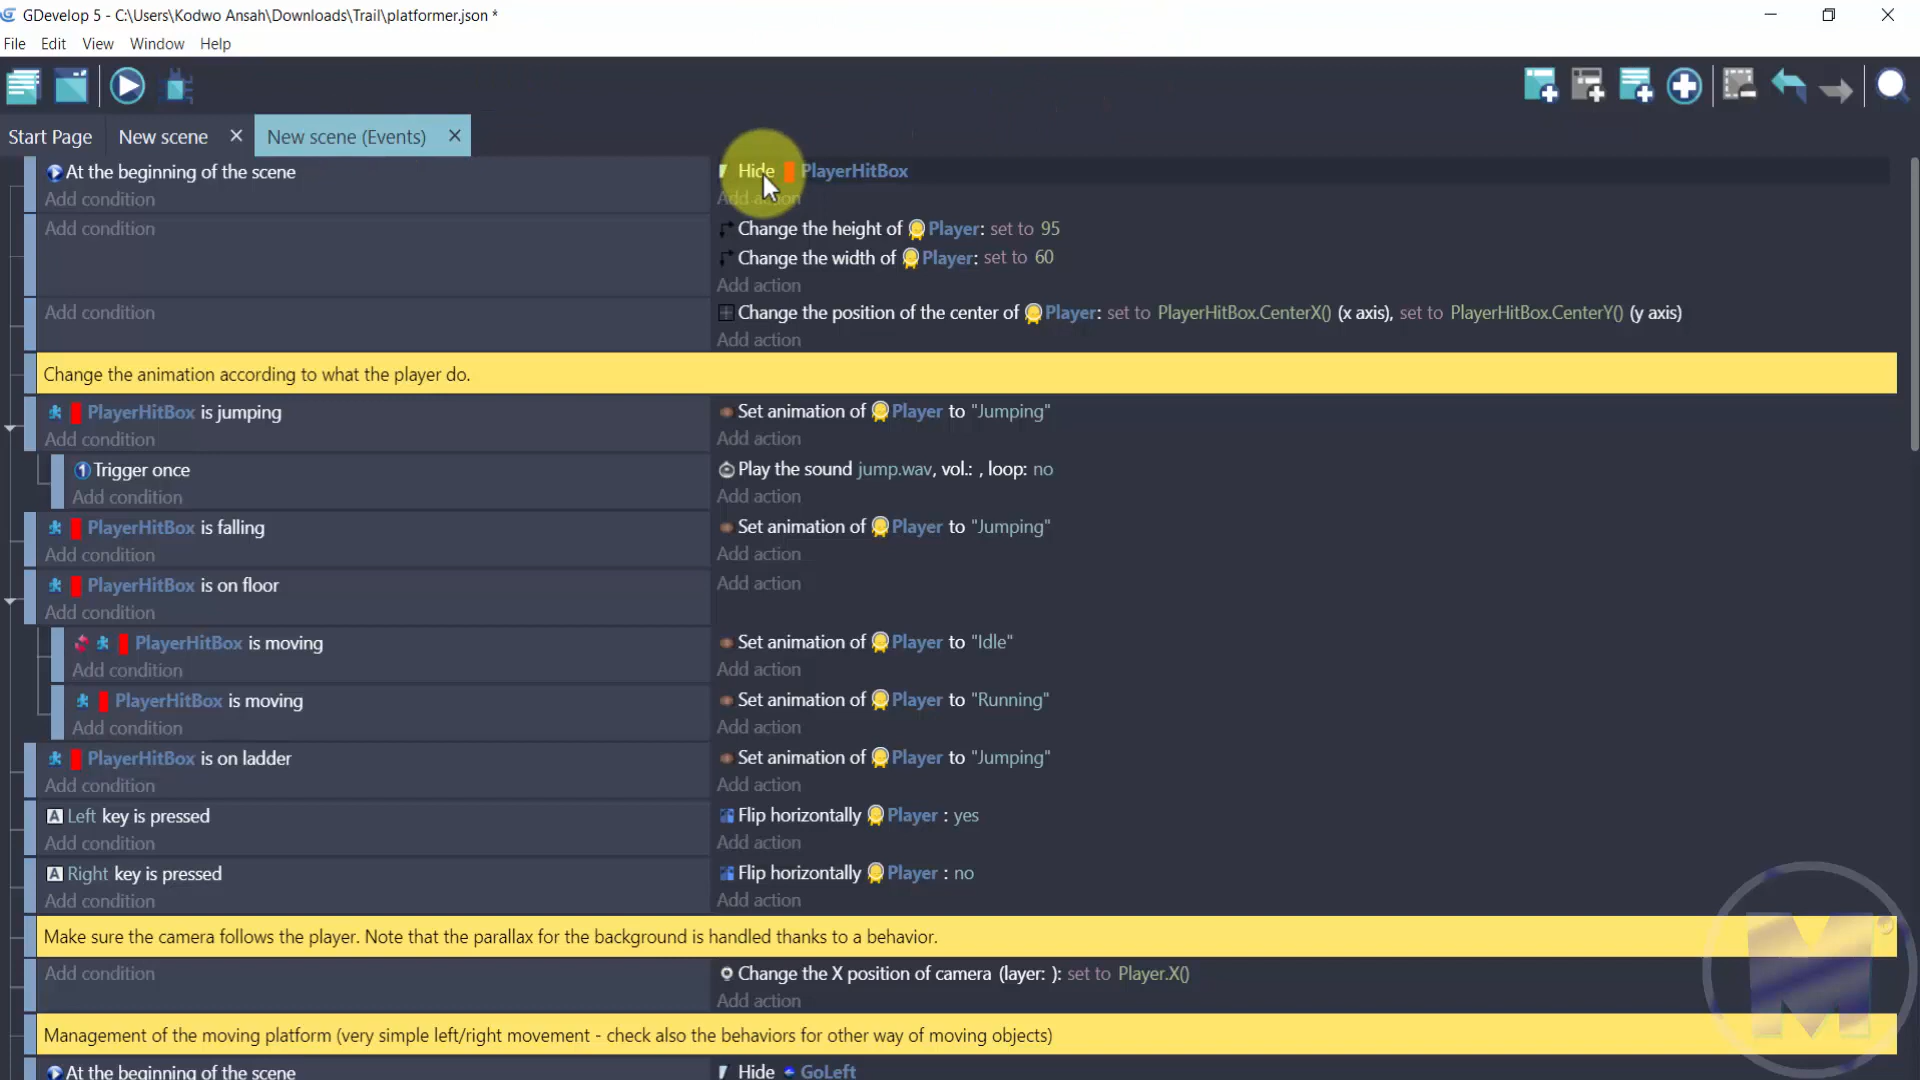 GDevelop 5 - C:\Users\Kodwo Ansah\Downloads\Trail\platformer.json *
File Edit View Window Help
Start Page New scene New scene (Events)
At the beginning of the scene Hide PlayerHitBox
Add condition Add action
Add condition Change the height of Player: set to 95
Change the width of Player: set to 60
Add action
Add condition Change the position of the center of Player: set to PlayerHitBox.CenterX() (x axis), set to PlayerHitBox.CenterY() (y axis)
Add action
Change the animation according to what the player do.
PlayerHitBox is jumping Set animation of Player to "Jumping"
Add condition Add action
Trigger once Play the sound jump.wav, vol.: , loop: no
Add condition Add action
PlayerHitBox is falling Set animation of Player to "Jumping"
Add condition Add action
PlayerHitBox is on floor Add action
Add condition
PlayerHitBox is moving Set animation of Player to "Idle"
Add condition Add action
PlayerHitBox is moving Set animation of Player to "Running"
Add condition Add action
PlayerHitBox is on ladder Set animation of Player to "Jumping"
Add condition Add action
A Left key is pressed Flip horizontally Player : yes
Add condition Add action
A Right key is pressed Flip horizontally Player : no
Add condition Add action
Make sure the camera follows the player. Note that the parallax for the background is handled thanks to a behavior.
Add condition Change the X position of camera (layer: ): set to Player.X()
Add action
Management of the moving platform (very simple left/right movement - check also the behaviors for other way of moving objects)
At the beginning of the scene Hide GoLeft
M